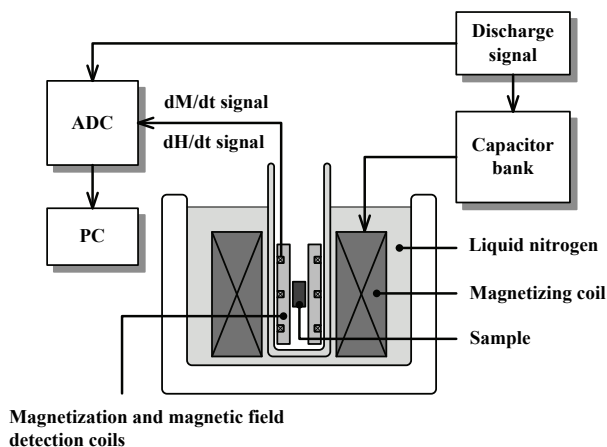 Discharge
signal
ADC
dM/dt signal
dH/dt signal
Capacitor
bank
PC
Liquid nitrogen
Magnetizing coil
Sample
Magnetization and magnetic field
detection coils